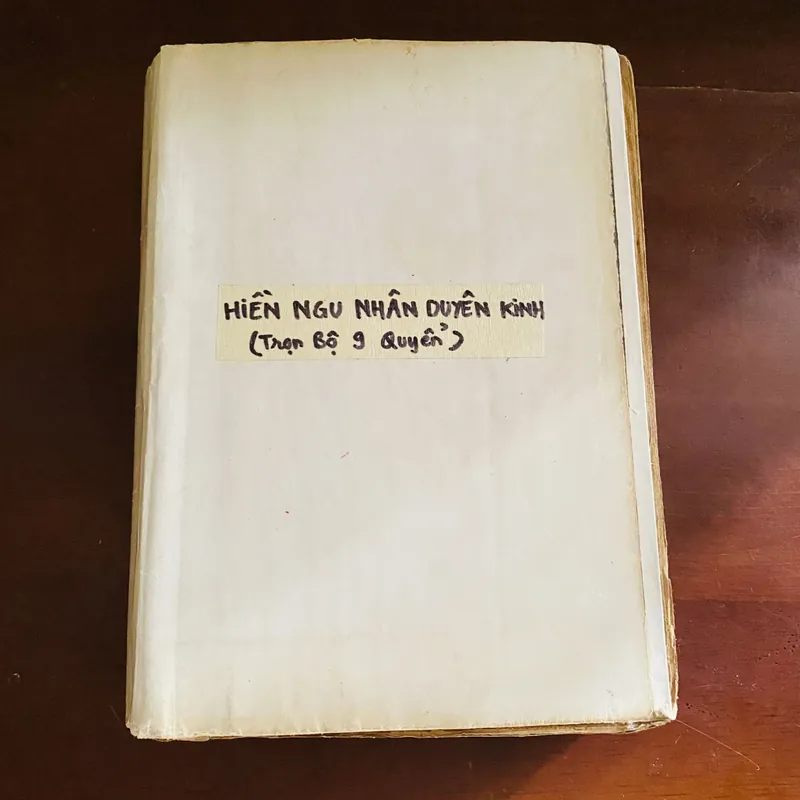 HiỀN NGU NHÂN DUYÊN KiNH
(Trọn Bộ 9 Quyển)